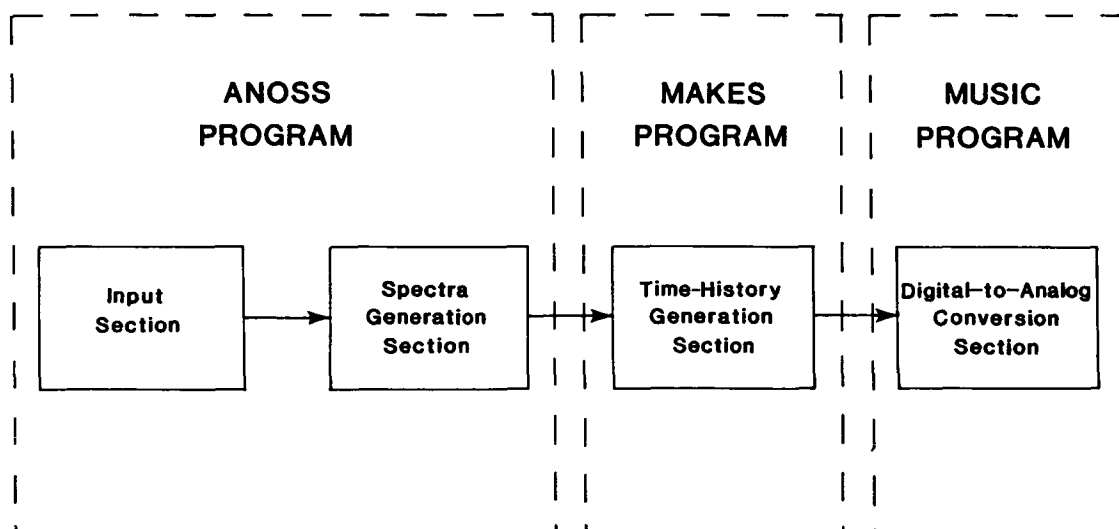 ANOSS
PROGRAM
MAKES
PROGRAM
MUSIC
PROGRAM
Input
Section
Spectra
Generation
Section
Time-History
Generation
Section
Digital-to-Analog
Conversion
Section